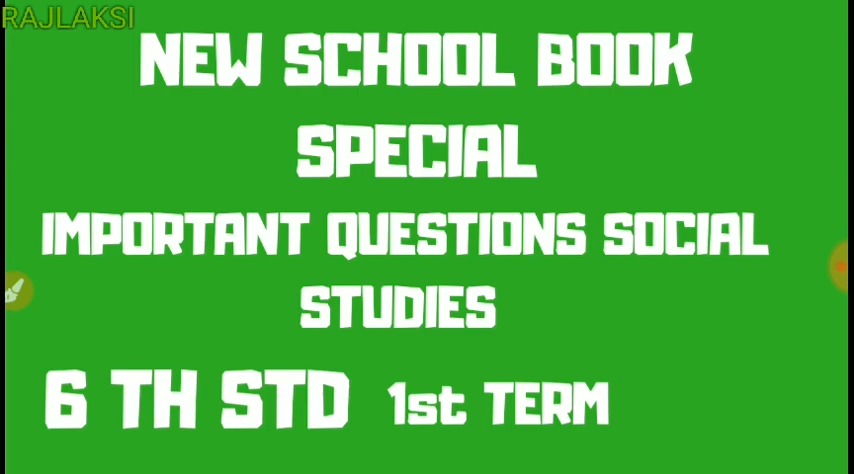 RAJLAKSI
NEW SCHOOL BOOK
SPECIAL
IMPORTANT QUESTIONS SOCIAL
STUDIES
6 TH STD 1st TERM